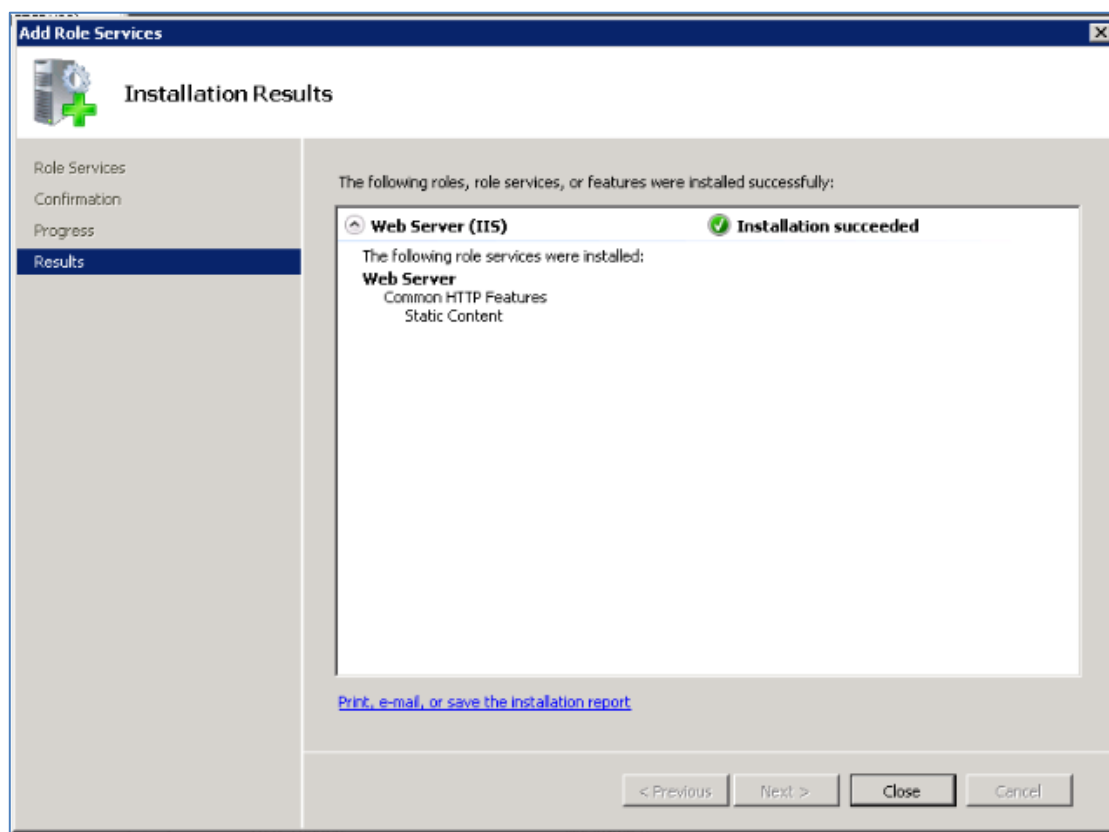 Add Role Services
Installation Results
Role Services
Confirmation
Progress
Results
The following roles, role services, or features were installed successfully:
Web Server (IIS)
Installation succeeded
The following role services were installed:
Web Server
Common HTTP Features
Static Content
Print, e-mail, or save the installation report
< Previous
Next >
Close
Cancel